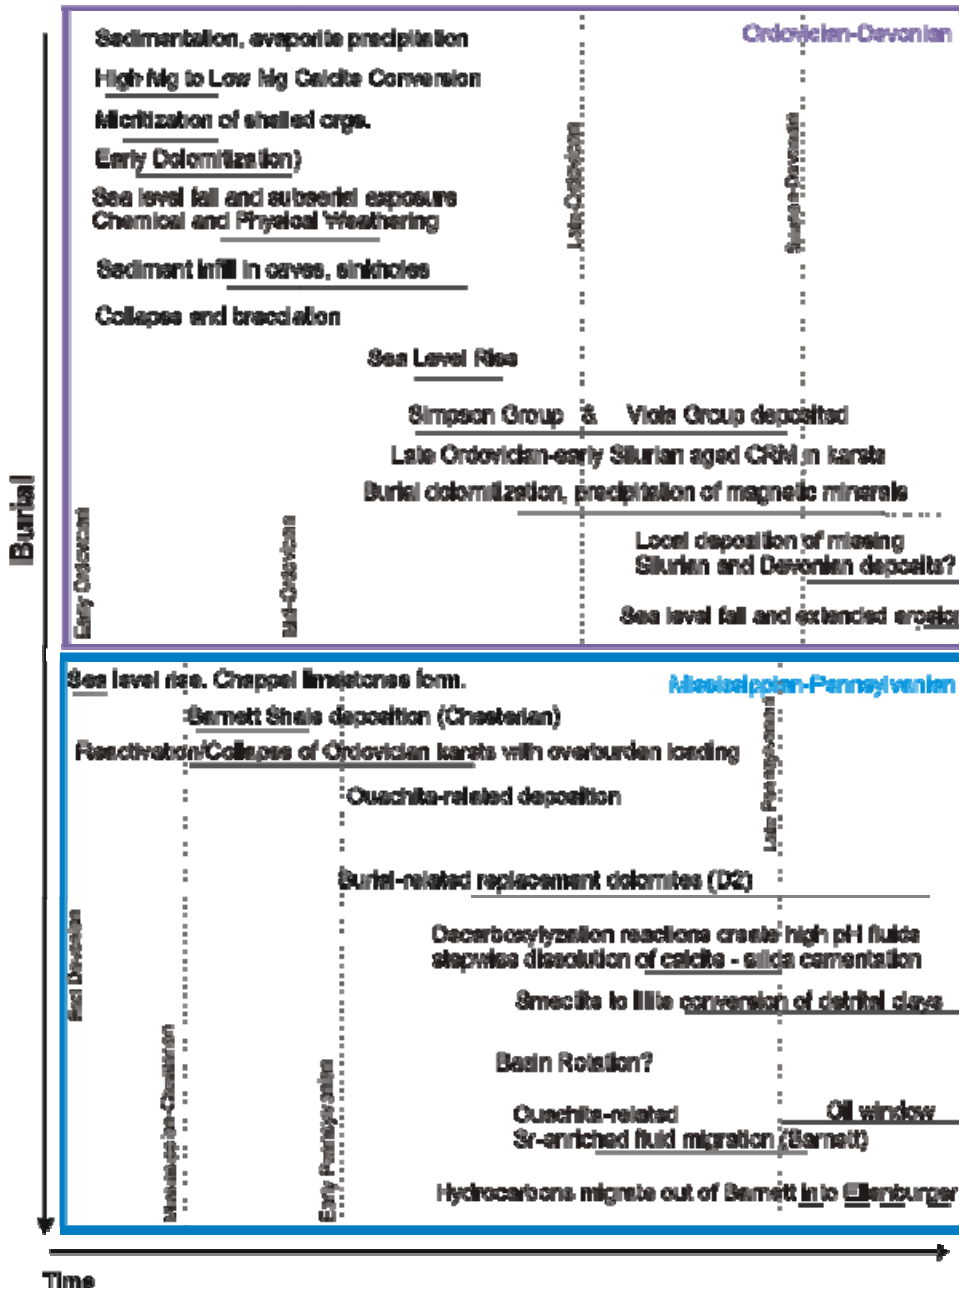 Ordovician-Devonian
Sedimentation, evaporite precipitation
High Mg to Low Mg Calcite Conversion
Micritization of shelled orgs.
Early Dolomitization)
Sea level fall and subaerial exposure
Chemical and Physical Weathering
Sediment infill in caves, sinkholes
Collapse and brecciation
Sea Level Rise
Simpson Group & Viola Group deposited
Late Ordovician-early Silurian aged CRM in karsts
Burial dolomitization, precipitation of magnetic minerals
Local deposition of missing
Silurian and Devonian deposits?
Sea level fall and extended erosion
Early Ordovician
Mid-Ordovician
Late-Ordovician
Silurian-Devonian
Burial
Mississippian-Pennsylvanian
Sea level rise. Chappel limestones form.
Barnett Shale deposition (Chesterian)
Reactivation/Collapse of Ordovician karsts with overburden loading
Ouachita-related deposition
Burial-related replacement dolomites (D2)
Decarboxylyzation reactions create high pH fluids
stepwise dissolution of calcite - silica cementation
Smectite to Illite conversion of detrital clays
Basin Rotation?
Ouachita-related
Sr-enriched fluid migration (Barnett)
Oil window
Hydrocarbons migrate out of Barnett into Ellenburger
End Devonian
Mississippian-Chesterian
Early Pennsylvanian
Late Pennsylvanian
Time